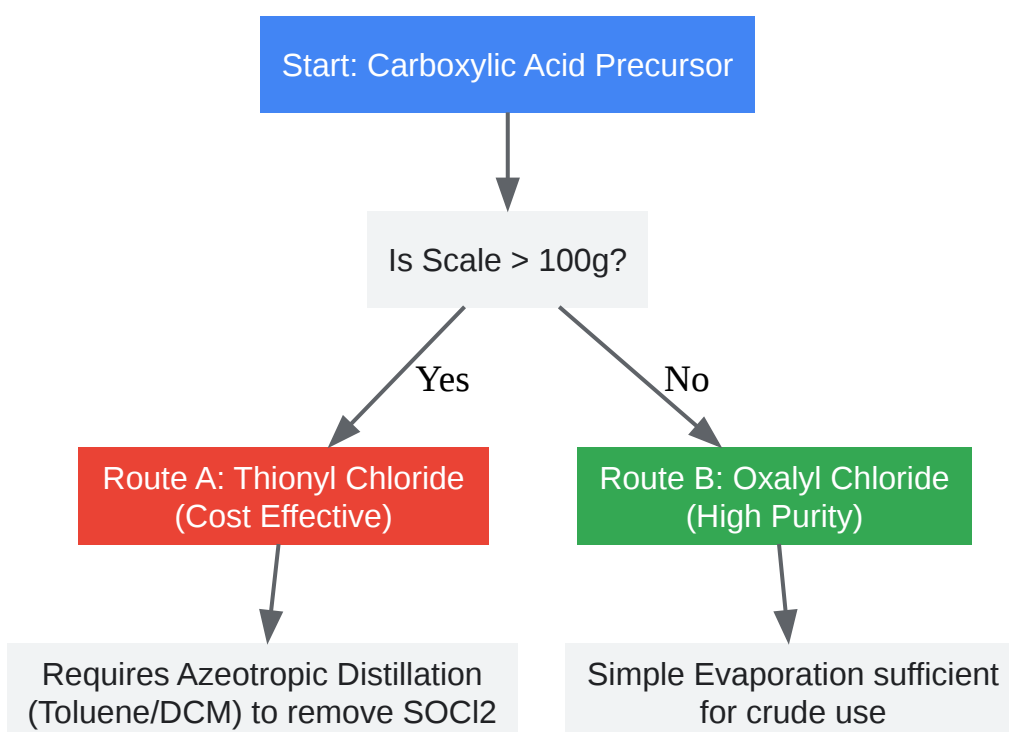 Start: Carboxylic Acid Precursor
Is Scale > 100g?
Yes
No
Route A: Thionyl Chloride
(Cost Effective)
Route B: Oxalyl Chloride
(High Purity)
Requires Azeotropic Distillation
(Toluene/DCM) to remove SOCl2
Simple Evaporation sufficient
for crude use